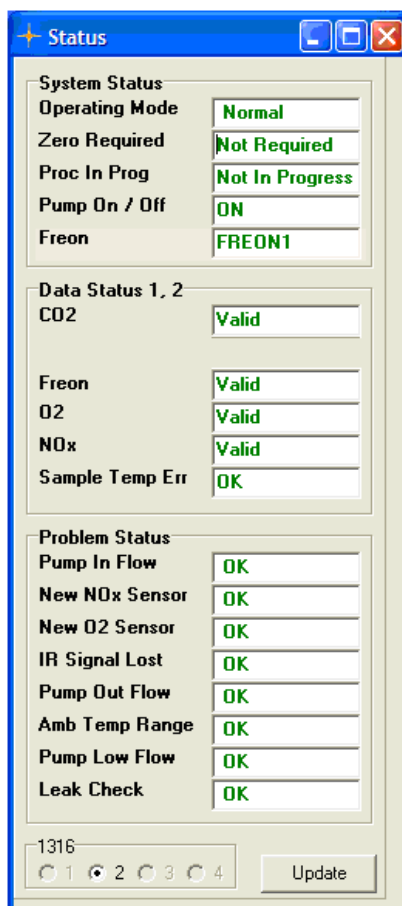 Status
System Status
Operating Mode Normal
Zero Required Not Required
Proc In Prog Not In Progress
Pump On / Off ON
Freon FREON1
Data Status 1, 2
CO2 Valid
Freon Valid
O2 Valid
NOx Valid
Sample Temp Err OK
Problem Status
Pump In Flow OK
New NOx Sensor OK
New O2 Sensor OK
IR Signal Lost OK
Pump Out Flow OK
Amb Temp Range OK
Pump Low Flow OK
Leak Check OK
1316
1 2 3 4 Update